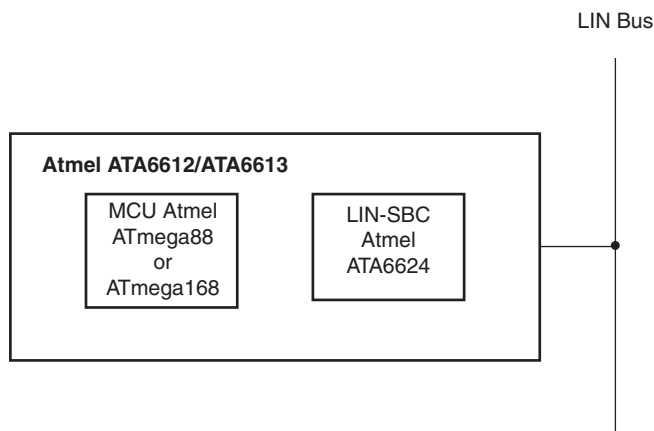 LIN Bus
Atmel ATA6612/ATA6613
MCU Atmel
ATmega88
or
ATmega168
LIN-SBC
Atmel
ATA6624